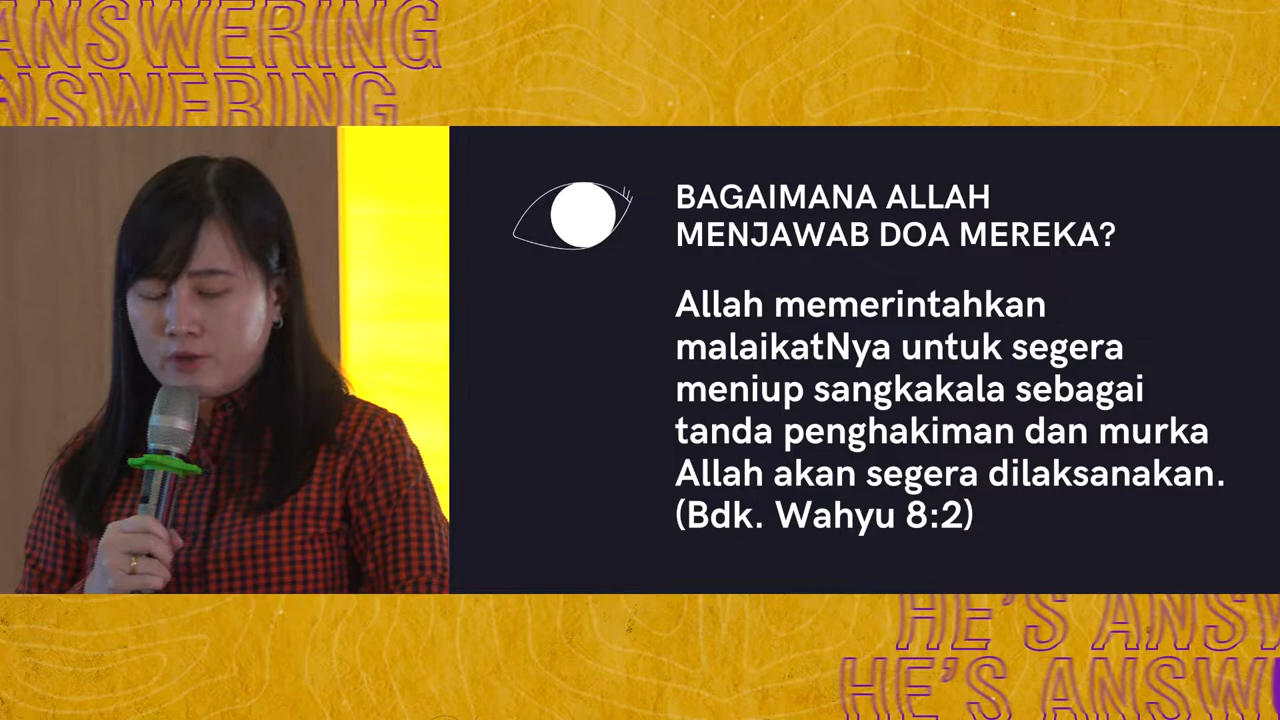 ANSWERING
NSWERING
BAGAIMANA ALLAH
MENJAWAB DOA MEREKA?
Allah memerintahkan
malaikatNya untuk segera
meniup sangkakala sebagai
tanda penghakiman dan murka
Allah akan segera dilaksanakan.
(Bdk. Wahyu 8:2)
HE'S ANSW
HE'S ANSW